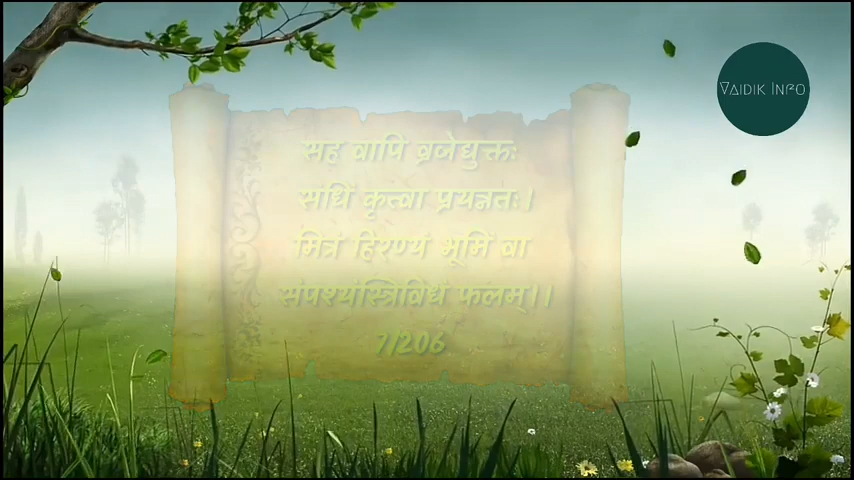 VAIDIK INFO
सह वापि व्रजेद्युक्तः
संधिं कृत्वा प्रयत्नतः।
मित्रं हिरण्यं भूमिं वा
संपश्यंस्त्रिविधं फलम्।।
7/206